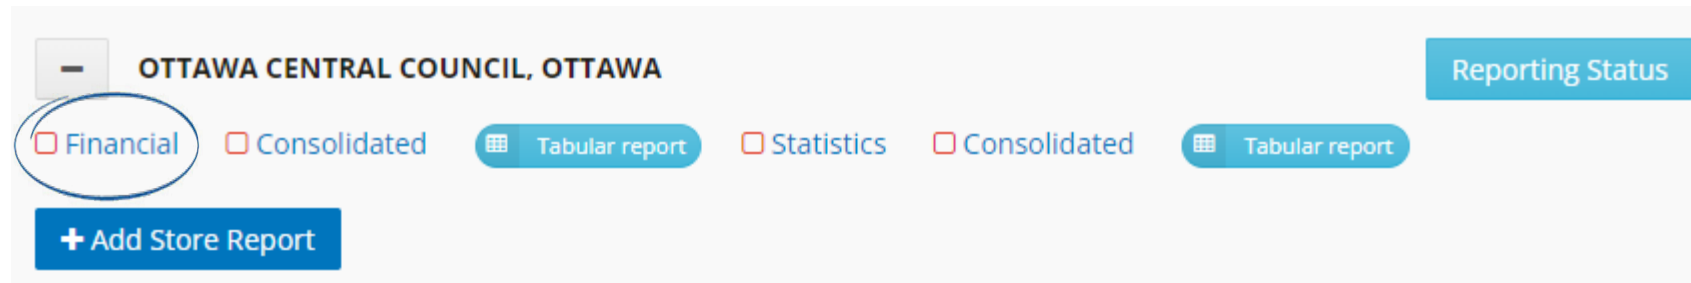 OTTAWA CENTRAL COUNCIL, OTTAWA Reporting Status
Financial Consolidated Tabular report Statistics Consolidated Tabular report
+ Add Store Report